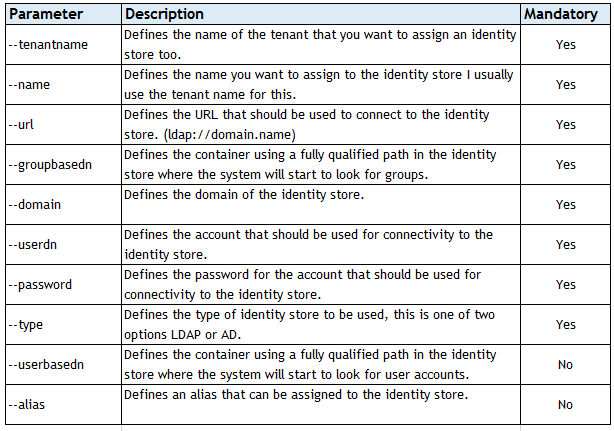 Parameter Description Mandatory
--tenantname Defines the name of the tenant that you want to assign an identity store too. Yes
--name Defines the name you want to assign to the identity store I usually use the tenant name for this. Yes
--url Defines the URL that should be used to connect to the identity store. (ldap://domain.name) Yes
--groupbasedn Defines the container using a fully qualified path in the identity store where the system will start to look for groups. Yes
--domain Defines the domain of the identity store. Yes
--userdn Defines the account that should be used for connectivity to the identity store. Yes
--password Defines the password for the account that should be used for connectivity to the identity store. Yes
--type Defines the type of identity store to be used, this is one of two options LDAP or AD. Yes
--userbasedn Defines the container using a fully qualified path in the identity store where the system will start to look for user accounts. No
--alias Defines an alias that can be assigned to the identity store. No